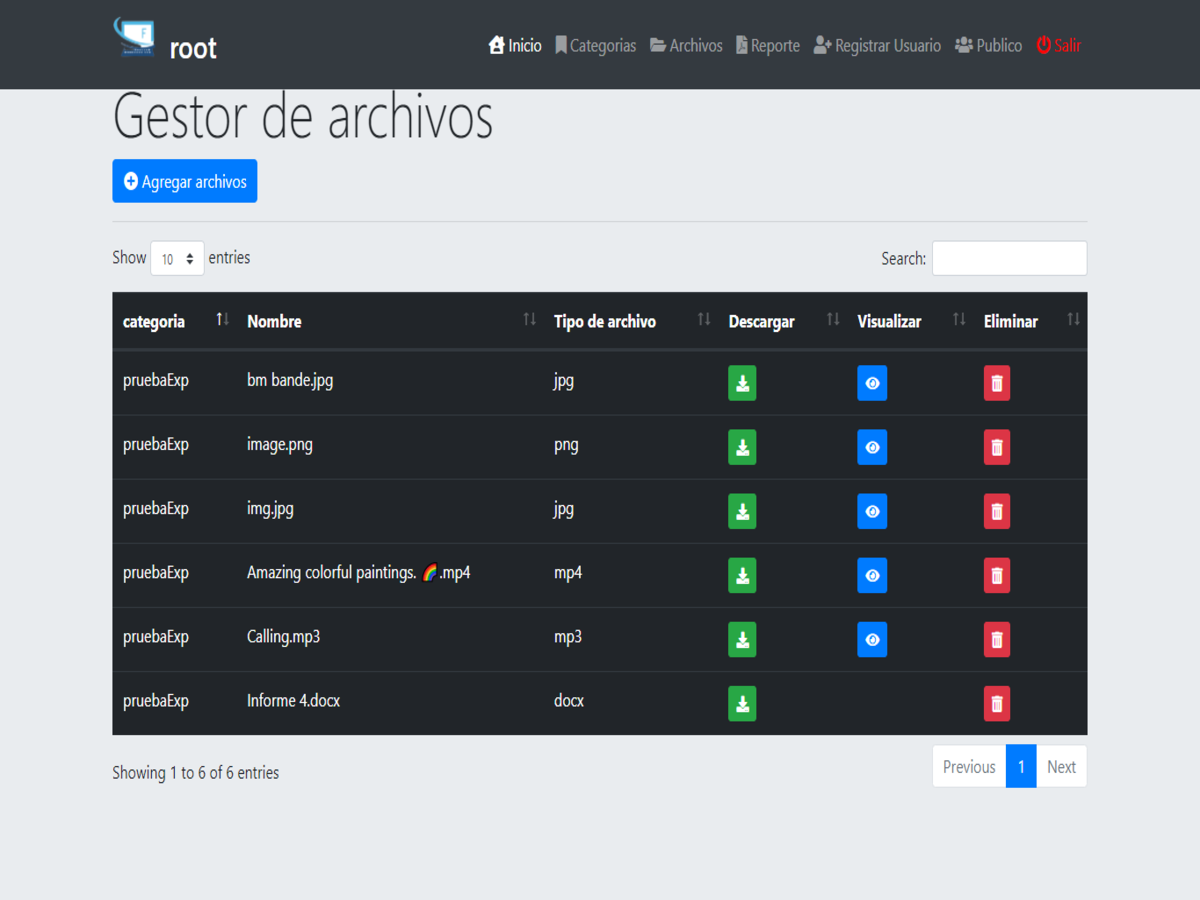 root
Inicio Categorias Archivos Reporte Registrar Usuario Publico Salir
Gestor de archivos
Agregar archivos
Show 10 entries
Search:
categoria Nombre Tipo de archivo Descargar Visualizar Eliminar
pruebaExp bm bande.jpg jpg
pruebaExp image.png png
pruebaExp img.jpg jpg
pruebaExp Amazing colorful paintings. 🌈.mp4 mp4
pruebaExp Calling.mp3 mp3
pruebaExp Informe 4.docx docx
Showing 1 to 6 of 6 entries
Previous 1 Next